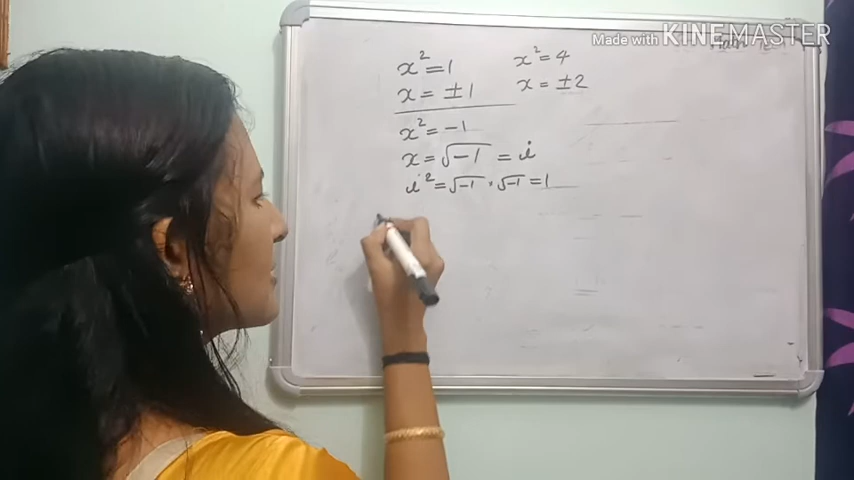 Made with KINEMASTER
x² = 1
x = ±1
x² = 4
x = ±2
x² = -1
x = √-1 = i
i² = √-1 × √-1 = 1